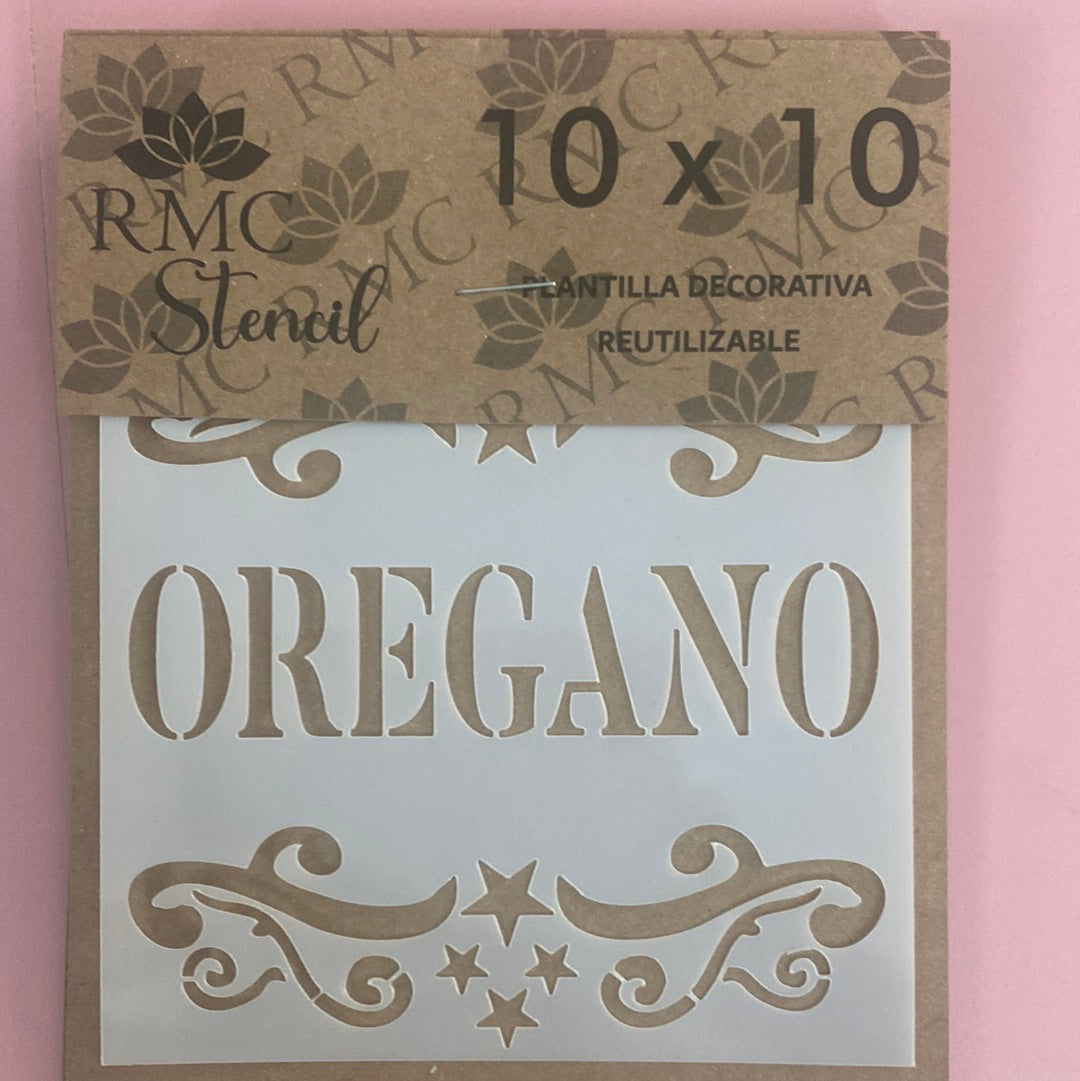 RMC
Stencil
10 x 10
PLANTILLA DECORATIVA
REUTILIZABLE
OREGANO